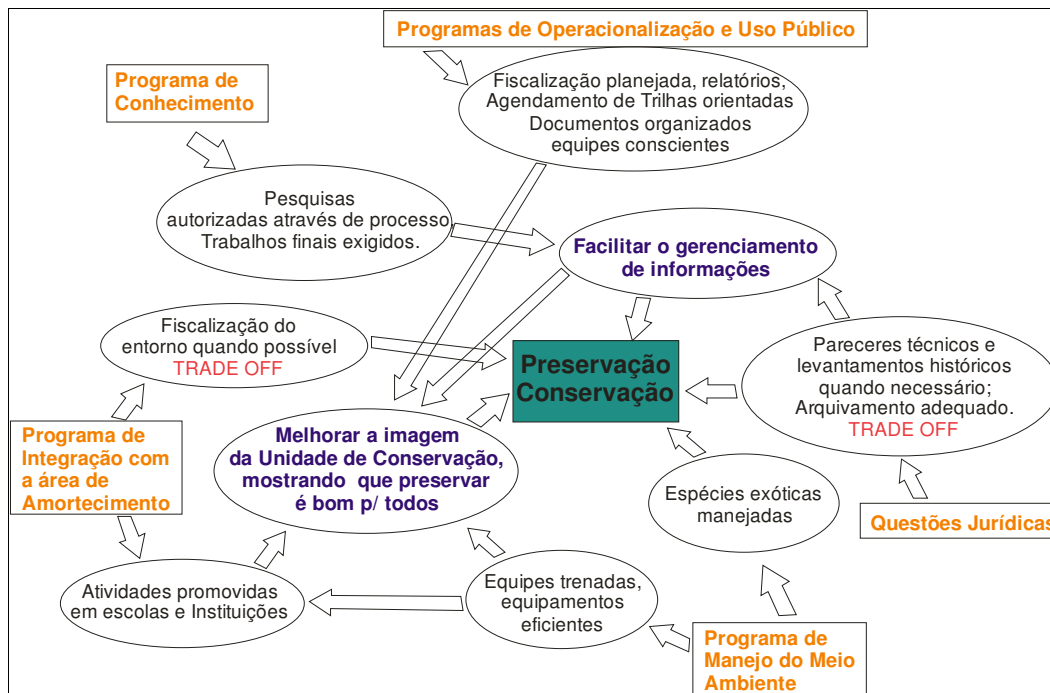 Programas de Operacionalização e Uso Público
Programa de
Conhecimento
Fiscalização planejada, relatórios,
Agendamento de Trilhas orientadas
Documentos organizados
equipes conscientes
Pesquisas
autorizadas através de processo,
Trabalhos finais exigidos.
Facilitar o gerenciamento
de informações
Fiscalização do
entorno quando possível
TRADE OFF
Preservação
Conservação
Pareceres técnicos e
levantamentos históricos
quando necessário;
Arquivamento adequado.
TRADE OFF
Programa de
Integração com
a área de
Amortecimento
Melhorar a imagem
da Unidade de Conservação,
mostrando que preservar
é bom p/ todos
Espécies exóticas
manejadas
Questões Jurídicas
Atividades promovidas
em escolas e Instituições
Equipes trenadas,
equipamentos
eficientes
Programa de
Manejo do Meio
Ambiente